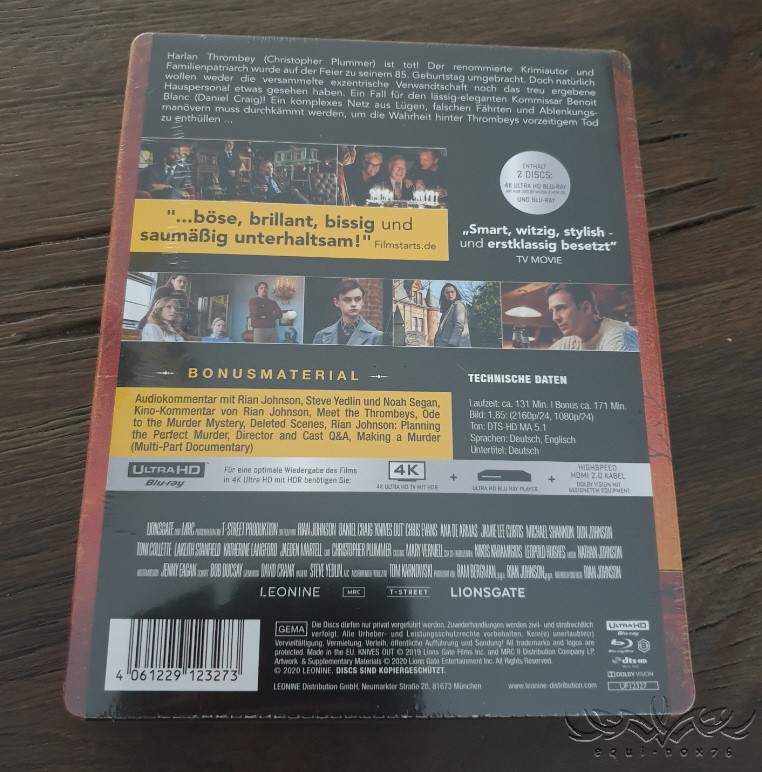 Harlan Thrombey (Christopher Plummer) ist tot! Der renommierte Krimiautor und
Familienpatriarch wurde auf der Feier zu seinem 85. Geburtstag umgebracht. Doch natürlich
wollen weder die versammelte exzentrische Verwandtschaft noch das treu ergebene
Hauspersonal etwas gesehen haben. Ein Fall für den lässig-eleganten Kommissar Benoit
Blanc (Daniel Craig)! Ein komplexes Netz aus Lügen, falschen Fährten und Ablenkungs-
manövern muss durchkämmt werden, um die Wahrheit hinter Thrombeys vorzeitigem Tod
zu enthüllen ...
ENTHÄLT
2 DISCS:
4K ULTRA HD BLU-RAY
UND BLU-RAY
"...böse, brillant, bissig und
saumäßig unterhaltsam!" Filmstarts.de
„Smart, witzig, stylish -
und erstklassig besetzt"
TV MOVIE
BONUSMATERIAL
Audiokommentar mit Rian Johnson, Steve Yedlin und Noah Segan,
Kino-Kommentar von Rian Johnson, Meet the Thrombeys, Ode
to the Murder Mystery, Deleted Scenes, Rian Johnson: Planning
the Perfect Murder, Director and Cast Q&A, Making a Murder
(Multi-Part Documentary)
TECHNISCHE DATEN
Laufzeit: ca. 131 Min. / Bonus ca. 171 Min.
Bild: 1,85: (2160p/24, 1080p/24)
Ton: DTS-HD MA 5.1
Sprachen: Deutsch, Englisch
Untertitel: Deutsch
ULTRA HD
Blu-ray
Für eine optimale Wiedergabe des Films
in 4K Ultra HD mit HDR benötigen Sie:
4K
4K ULTRA HD TV MIT HDR
+
ULTRA HD BLU-RAY PLAYER
+
HIGHSPEED
HDMI 2.0 KABEL
DOLBY VISION MIT
GEEIGNETEM EQUIPMENT
LIONSGATE MRC T-STREET PRODUKTION RIAN JOHNSON DANIEL CRAIG KNIVES OUT CHRIS EVANS ANA DE ARMAS JAMIE LEE CURTIS MICHAEL SHANNON DON JOHNSON
TONI COLLETTE LAKEITH STANFIELD KATHERINE LANGFORD JAEDEN MARTELL CHRISTOPHER PLUMMER MARY VERNIEU NIKOS KARAMIGIOS LEOPOLD HUGHES NATHAN JOHNSON
JENNY EAGAN BOB DUCSAY DAVID CRANK STEVE YEDLIN TOM KARNOWSKI RAM BERGMAN RIAN JOHNSON RIAN JOHNSON
LEONINE MRC T-STREET LIONSGATE
4 061229 123273
GEMA
Die Discs dürfen nur privat vorgeführt werden. Zuwiderhandlungen werden zivil- und strafrechtlich
verfolgt. Alle Urheber- und Leistungsschutzrechte vorbehalten. Kein(e) unerlaubte(r)
Vervielfältigung, Vermietung, Verleih, öffentliche Aufführung und Sendung! All trademarks and logos are
protected. Made in the EU. KNIVES OUT © 2019 Lions Gate Films Inc. and MRC II Distribution Company LP.
Artwork & Supplementary Materials © 2020 Lions Gate Entertainment Inc. All Rights Reserved.
© 2020 LEONINE. DISCS SIND KOPIERGESCHÜTZT.
LEONINE Distribution GmbH, Neumarkter Straße 28, 81673 München
www.leonine-distribution.com
ULTRA HD
Blu-ray
dts-HD
DOLBY VISION
UP12327
equi-nox76